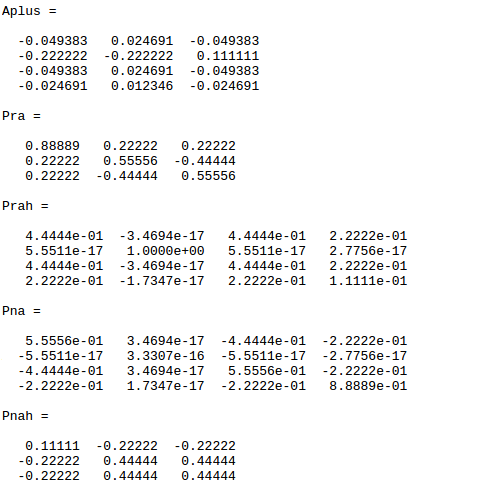 Aplus =
-0.049383 0.024691 -0.049383
-0.222222 -0.222222 0.111111
-0.049383 0.024691 -0.049383
-0.024691 0.012346 -0.024691
Pra =
0.88889 0.22222 0.22222
0.22222 0.55556 -0.44444
0.22222 -0.44444 0.55556
Prah =
4.4444e-01 -3.4694e-17 4.4444e-01 2.2222e-01
5.5511e-17 1.0000e+00 5.5511e-17 2.7756e-17
4.4444e-01 -3.4694e-17 4.4444e-01 2.2222e-01
2.2222e-01 -1.7347e-17 2.2222e-01 1.1111e-01
Pna =
5.5556e-01 3.4694e-17 -4.4444e-01 -2.2222e-01
-5.5511e-17 3.3307e-16 -5.5511e-17 -2.7756e-17
-4.4444e-01 3.4694e-17 5.5556e-01 -2.2222e-01
-2.2222e-01 1.7347e-17 -2.2222e-01 8.8889e-01
Pnah =
0.11111 -0.22222 -0.22222
-0.22222 0.44444 0.44444
-0.22222 0.44444 0.44444